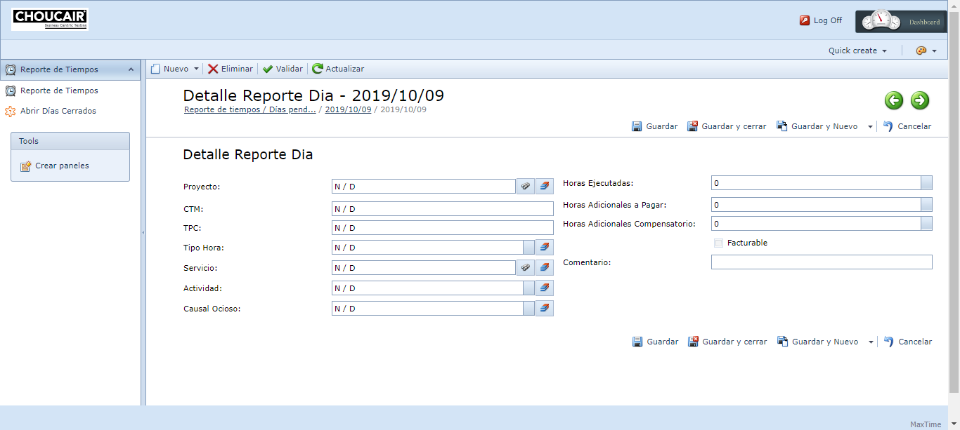 CHOUCAIR
Business Centric Testing
Log Off
Dashboard
Quick create
Reporte de Tiempos
Nuevo Eliminar Validar Actualizar
Reporte de Tiempos
Abrir Días Cerrados
Tools
Crear paneles
Detalle Reporte Dia - 2019/10/09
Reporte de tiempos / Días pend... / 2019/10/09 / 2019/10/09
Guardar Guardar y cerrar Guardar y Nuevo Cancelar
Detalle Reporte Dia
Proyecto: N / D
CTM: N / D
TPC: N / D
Tipo Hora: N / D
Servicio: N / D
Actividad: N / D
Causal Ocioso: N / D
Horas Ejecutadas: 0
Horas Adicionales a Pagar: 0
Horas Adicionales Compensatorio: 0
Facturable
Comentario:
Guardar Guardar y cerrar Guardar y Nuevo Cancelar
MaxTime